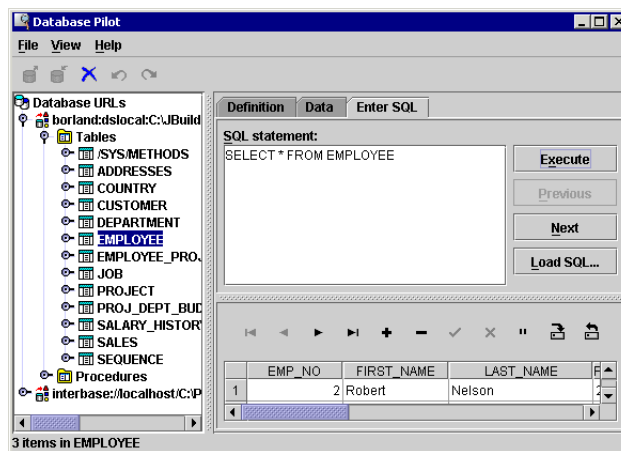 Database Pilot
File View Help
Database URLs
borland:dslocal:C:\JBuild
Tables
/SYS/METHODS
ADDRESSES
COUNTRY
CUSTOMER
DEPARTMENT
EMPLOYEE
EMPLOYEE_PRO
JOB
PROJECT
PROJ_DEPT_BUD
SALARY_HISTOR
SALES
SEQUENCE
Procedures
interbase://localhost/C:\P
Definition Data Enter SQL
SQL statement:
SELECT * FROM EMPLOYEE
Execute
Previous
Next
Load SQL...
EMP_NO FIRST_NAME LAST_NAME
1 2 Robert Nelson
3 items in EMPLOYEE